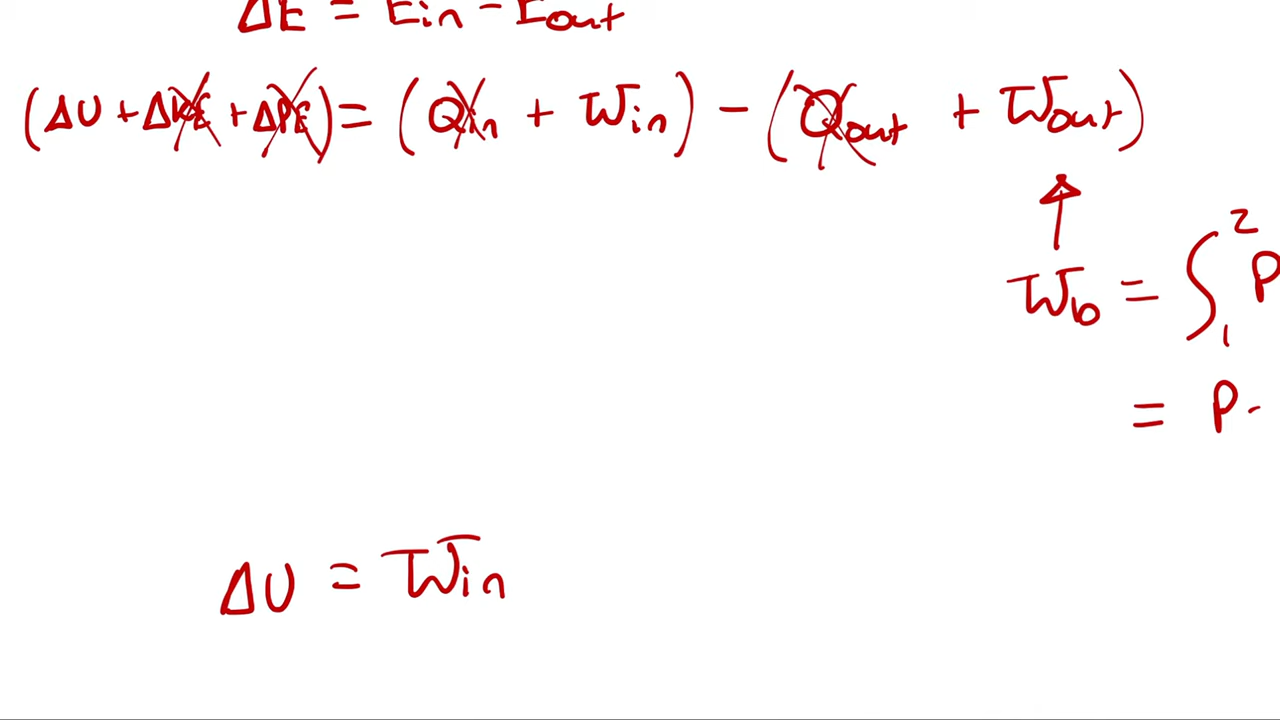 ΔE = Ein - Eout
(ΔU + ΔKE + ΔPE) = (Qin + Win) - (Qout + Wout)
Wb = ∫₁² P
= P
ΔU = Win